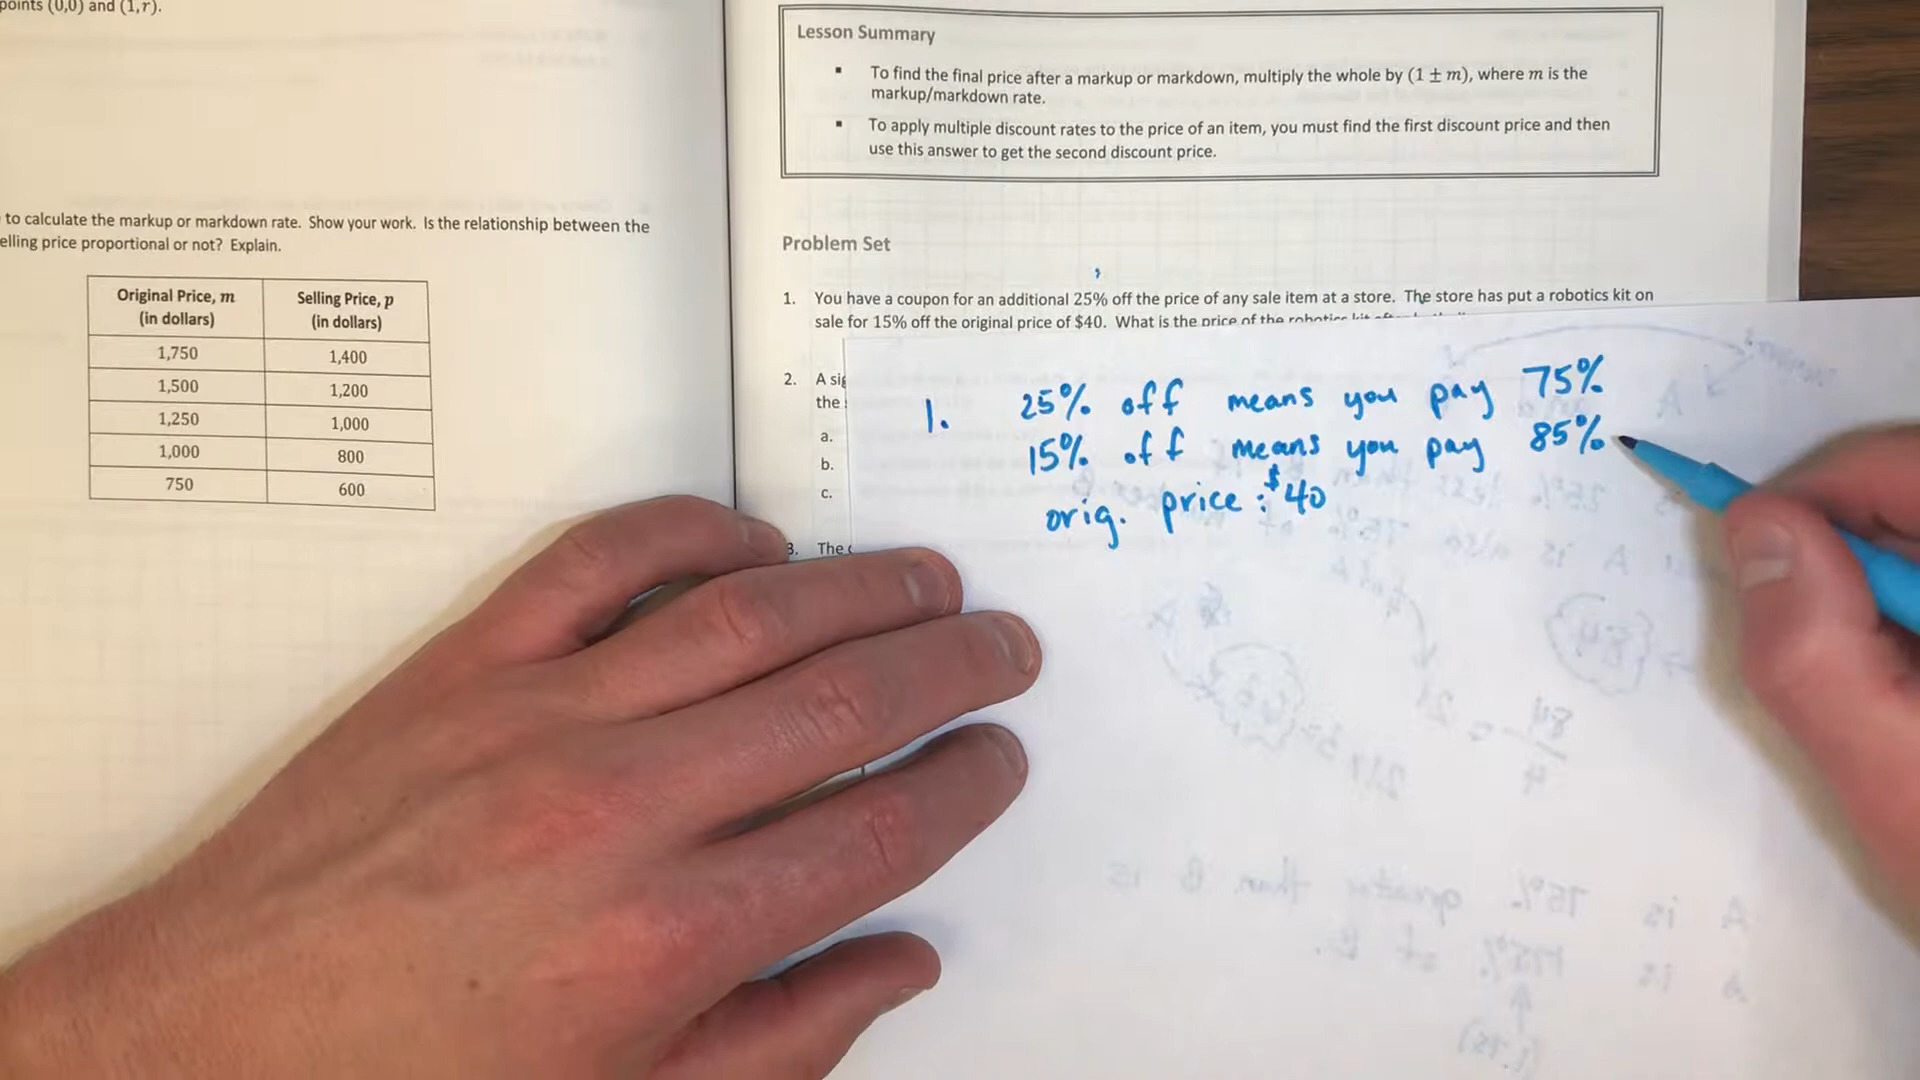 points (0,0) and (1,r).
to calculate the markup or markdown rate. Show your work. Is the relationship between the
elling price proportional or not? Explain.
Original Price, m (in dollars) Selling Price, p (in dollars)
1,750 1,400
1,500 1,200
1,250 1,000
1,000 800
750 600
Lesson Summary
▪ To find the final price after a markup or markdown, multiply the whole by (1 ± m), where m is the
markup/markdown rate.
▪ To apply multiple discount rates to the price of an item, you must find the first discount price and then
use this answer to get the second discount price.
Problem Set
1. You have a coupon for an additional 25% off the price of any sale item at a store. The store has put a robotics kit on
sale for 15% off the original price of $40. What is the price of the robotics kit
2. A sig
the
a.
b.
c.
3. The
1. 25% off means you pay 75%
15% off means you pay 85%
orig. price : $40